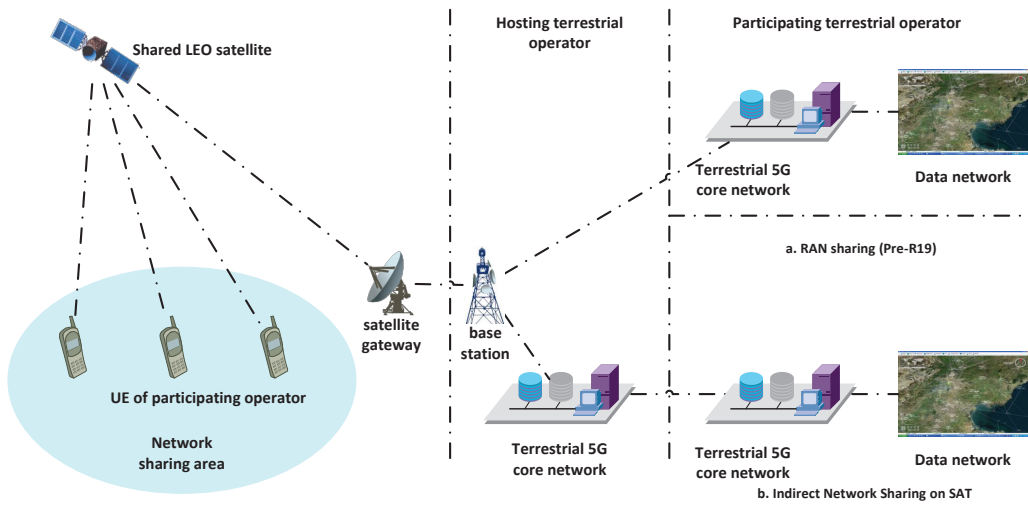 Hosting terrestrial
operator
Participating terrestrial operator
Shared LEO satellite
Terrestrial 5G
core network
Data network
a. RAN sharing (Pre-R19)
satellite
gateway
base
station
UE of participating operator
Network
sharing area
Terrestrial 5G
core network
Terrestrial 5G
core network
Data network
b. Indirect Network Sharing on SAT